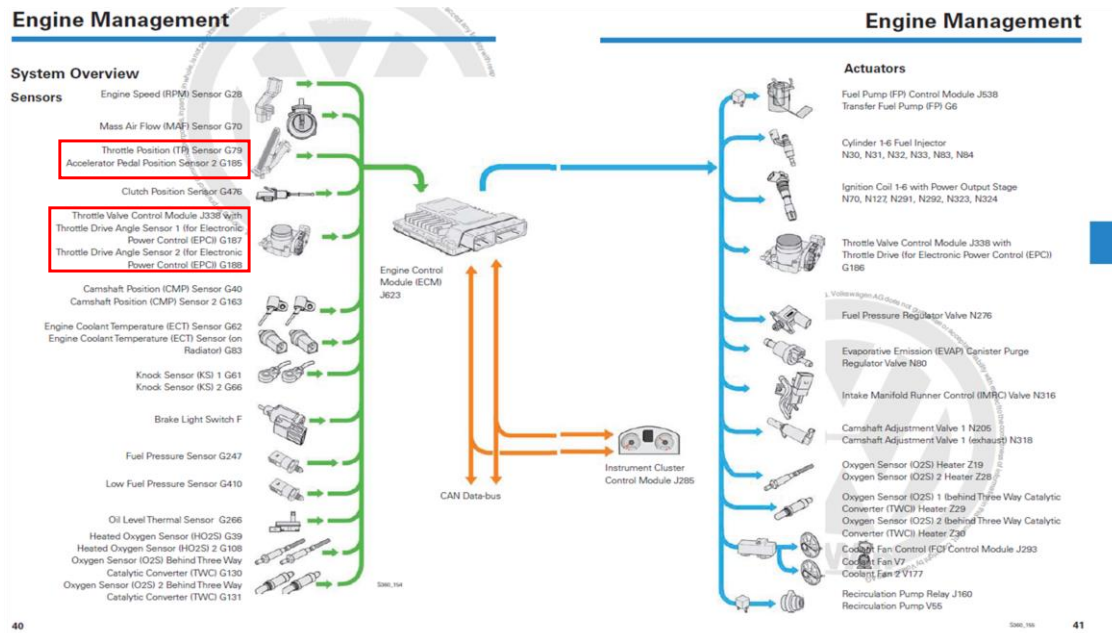 Engine Management
System Overview
Sensors
Engine Speed (RPM) Sensor G28
Mass Air Flow (MAF) Sensor G70
Throttle Position (TP) Sensor G79
Accelerator Pedal Position Sensor 2 G185
Clutch Position Sensor G476
Throttle Valve Control Module J338 with
Throttle Drive Angle Sensor 1 (for Electronic
Power Control (EPC)) G187
Throttle Drive Angle Sensor 2 (for Electronic
Power Control (EPC)) G188
Camshaft Position (CMP) Sensor G40
Camshaft Position (CMP) Sensor 2 G163
Engine Coolant Temperature (ECT) Sensor G62
Engine Coolant Temperature (ECT) Sensor (on
Radiator) G83
Knock Sensor (KS) 1 G61
Knock Sensor (KS) 2 G66
Brake Light Switch F
Fuel Pressure Sensor G247
Low Fuel Pressure Sensor G410
Oil Level Thermal Sensor G266
Heated Oxygen Sensor (HO2S) G39
Heated Oxygen Sensor (HO2S) 2 G108
Oxygen Sensor (O2S) Behind Three Way
Catalytic Converter (TWC) G130
Oxygen Sensor (O2S) 2 Behind Three Way
Catalytic Converter (TWC) G131
S360_154
40
Engine Control
Module (ECM)
J623
CAN Data-bus
Instrument Cluster
Control Module J285
Engine Management
Actuators
Fuel Pump (FP) Control Module J538
Transfer Fuel Pump (FP) G6
Cylinder 1-6 Fuel Injector
N30, N31, N32, N33, N83, N84
Ignition Coil 1-6 with Power Output Stage
N70, N127, N291, N292, N323, N324
Throttle Valve Control Module J338 with
Throttle Drive (for Electronic Power Control (EPC))
G186
Fuel Pressure Regulator Valve N276
Evaporative Emission (EVAP) Canister Purge
Regulator Valve N80
Intake Manifold Runner Control (IMRC) Valve N316
Camshaft Adjustment Valve 1 N205
Camshaft Adjustment Valve 1 (exhaust) N318
Oxygen Sensor (O2S) Heater Z19
Oxygen Sensor (O2S) 2 Heater Z28
Oxygen Sensor (O2S) 1 (behind Three Way Catalytic
Converter (TWC)) Heater Z29
Oxygen Sensor (O2S) 2 (behind Three Way Catalytic
Converter (TWC)) Heater Z30
Coolant Fan Control (FC) Control Module J293
Coolant Fan V7
Coolant Fan 2 V177
Recirculation Pump Relay J160
Recirculation Pump V55
S360_155
41